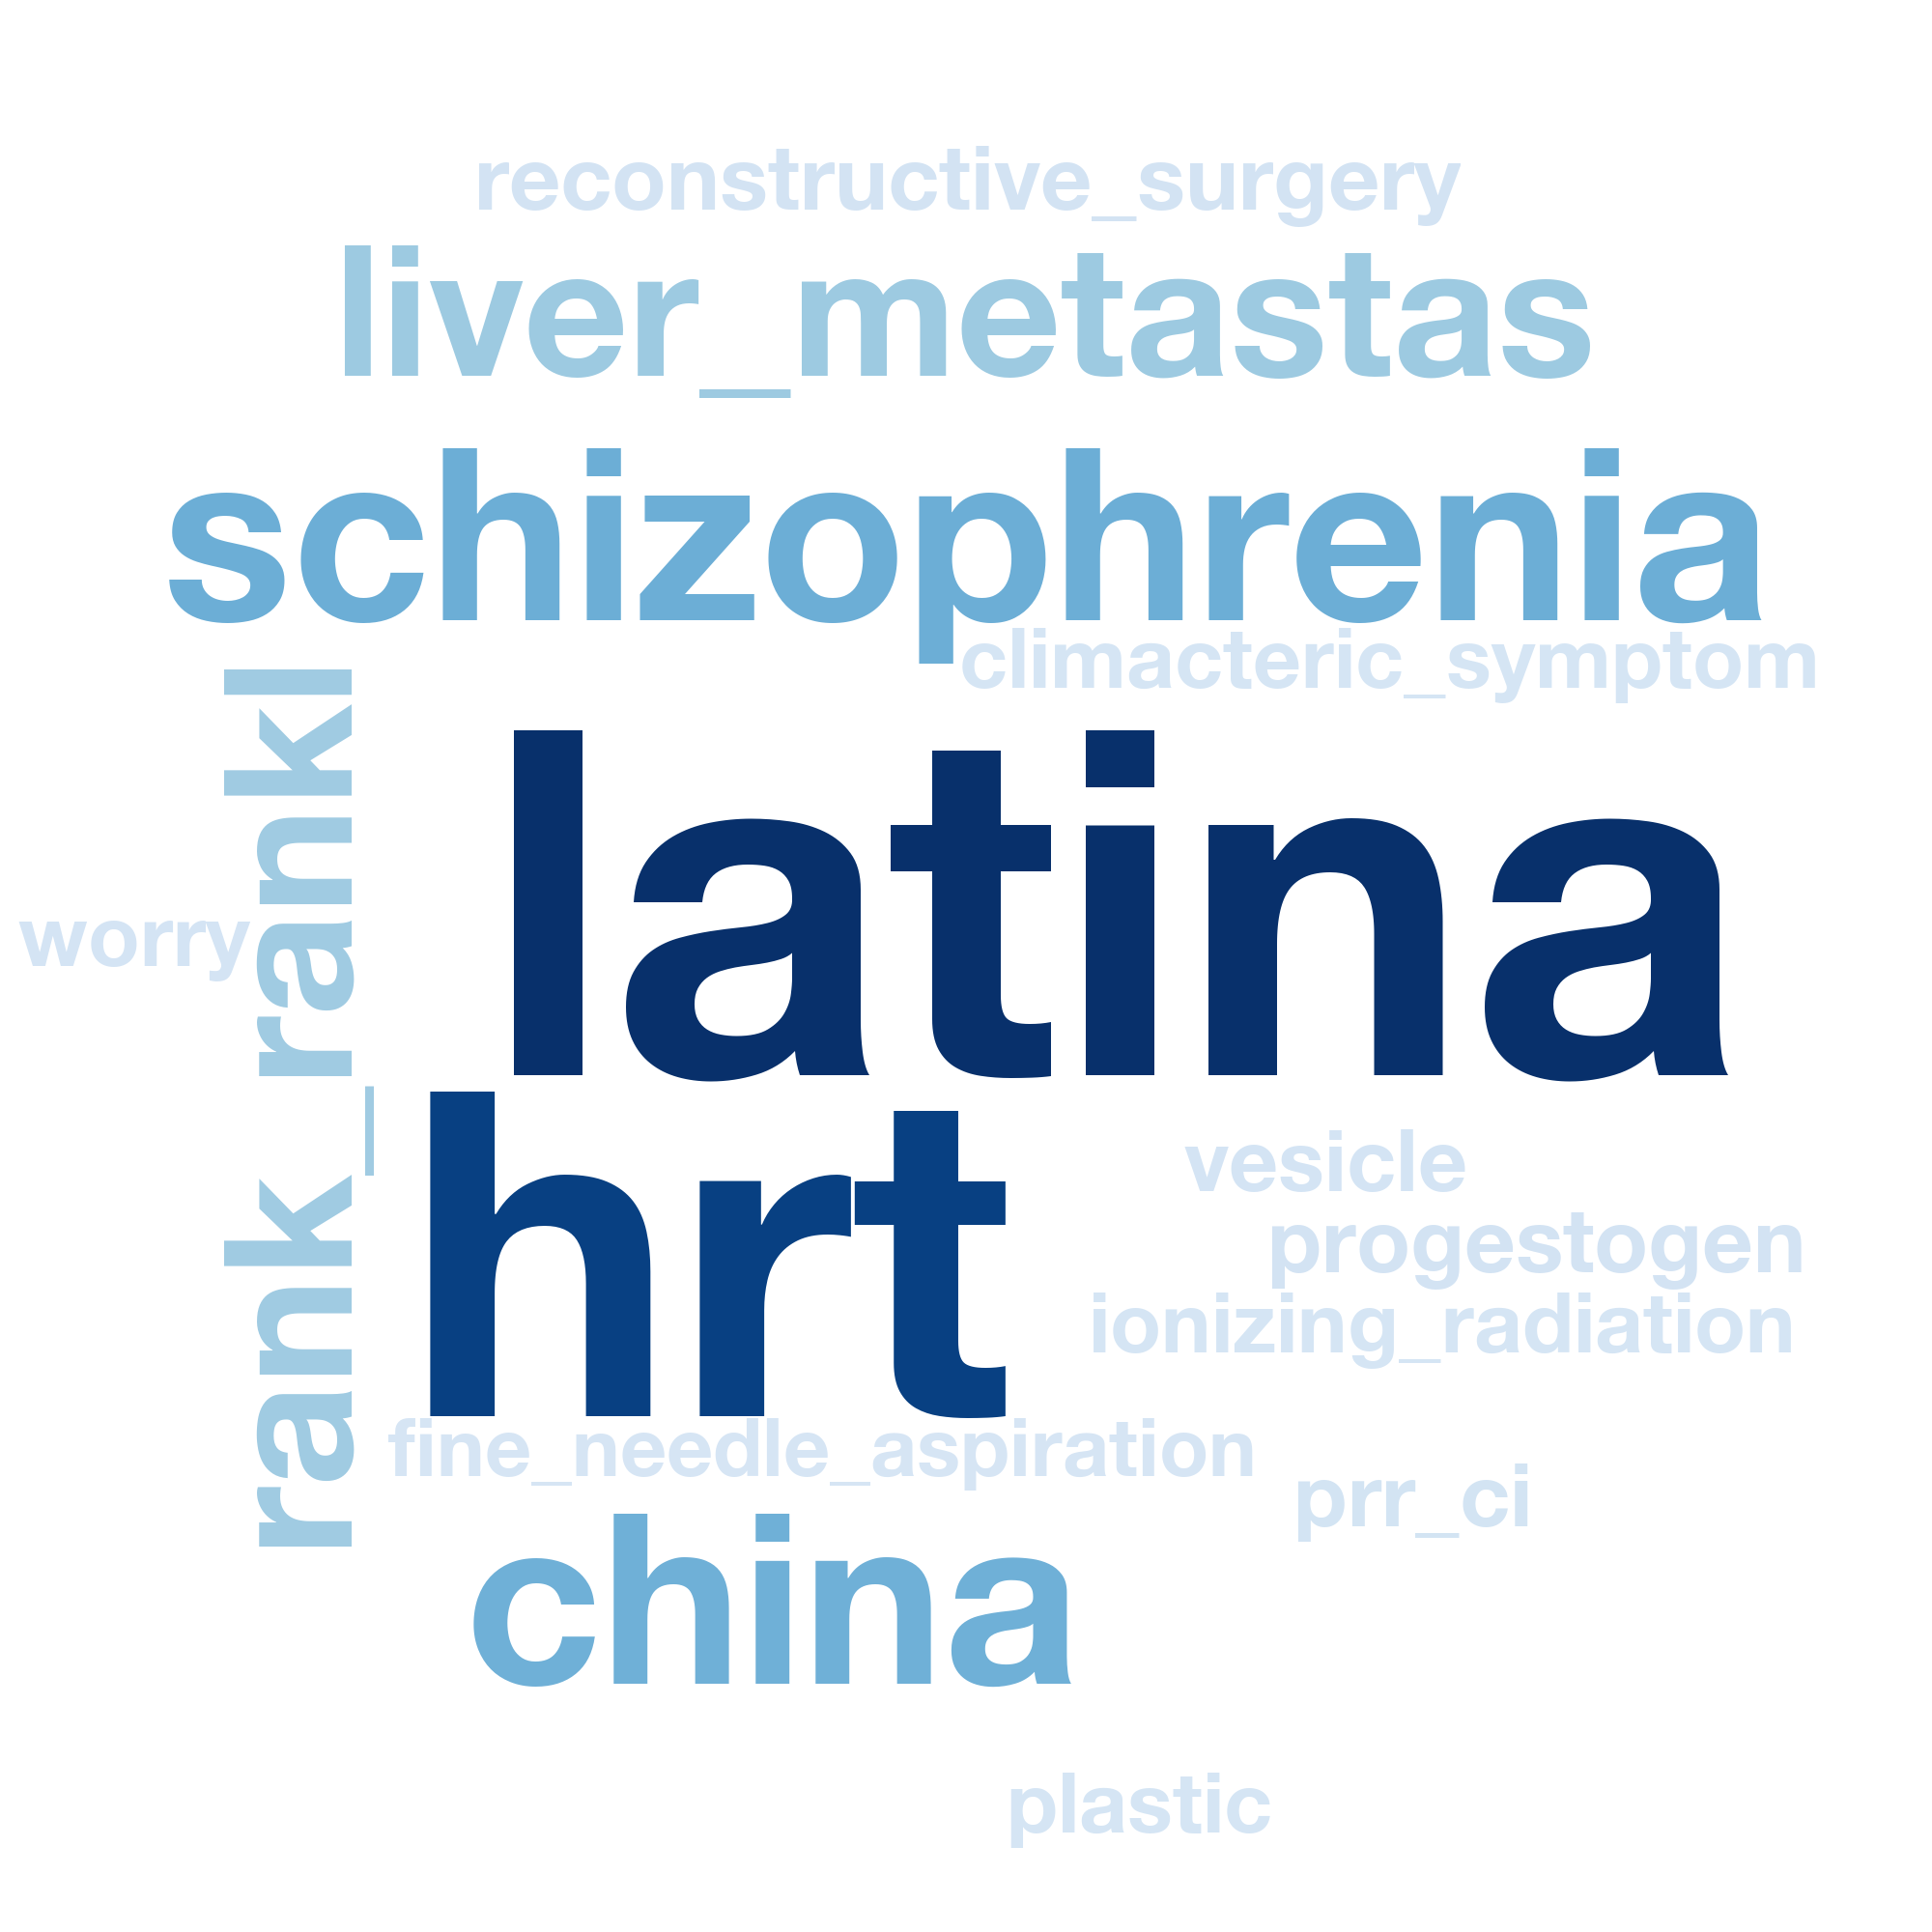 reconstructive_surgery
liver_metastas
schizophrenia
climacteric_symptom
rank_rankl
latina
worry
hrt
vesicle
progestogen
ionizing_radiation
fine_needle_aspiration
prr_ci
china
plastic